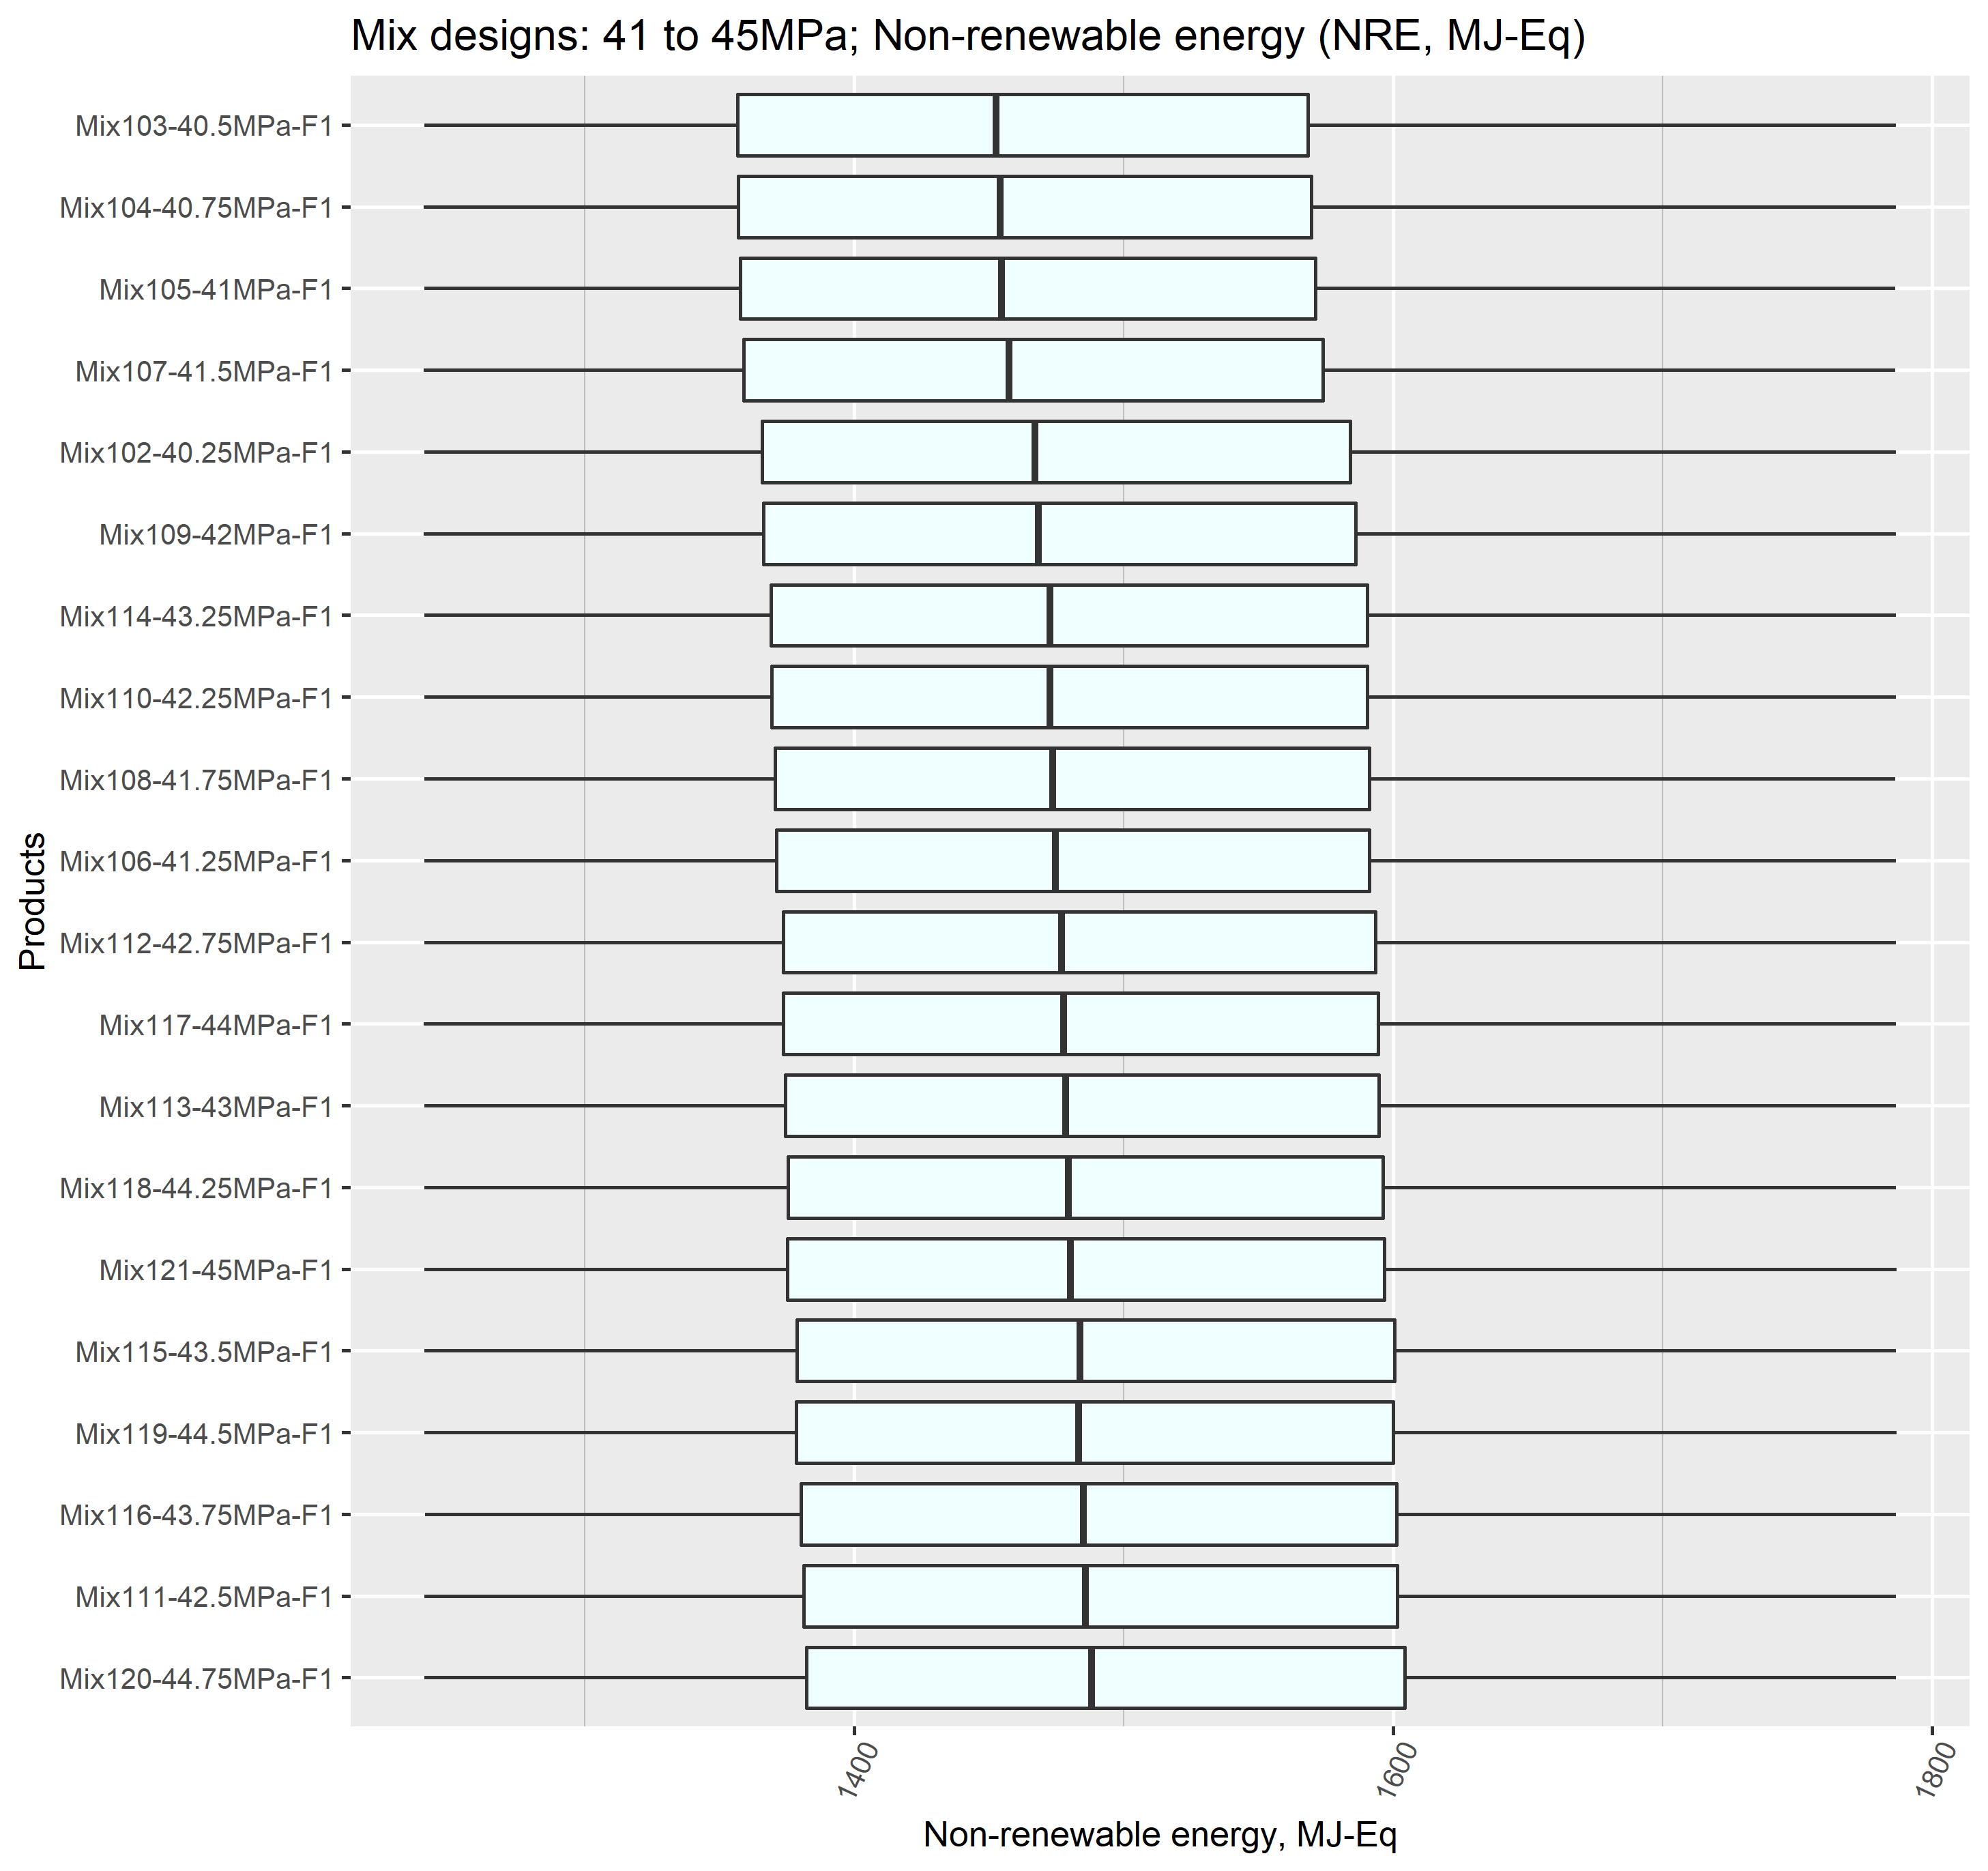 Mix designs: 41 to 45MPa; Non-renewable energy (NRE, MJ-Eq)
Products
Mix103-40.5MPa-F1
Mix104-40.75MPa-F1
Mix105-41MPa-F1
Mix107-41.5MPa-F1
Mix102-40.25MPa-F1
Mix109-42MPa-F1
Mix114-43.25MPa-F1
Mix110-42.25MPa-F1
Mix108-41.75MPa-F1
Mix106-41.25MPa-F1
Mix112-42.75MPa-F1
Mix117-44MPa-F1
Mix113-43MPa-F1
Mix118-44.25MPa-F1
Mix121-45MPa-F1
Mix115-43.5MPa-F1
Mix119-44.5MPa-F1
Mix116-43.75MPa-F1
Mix111-42.5MPa-F1
Mix120-44.75MPa-F1
1400
1600
1800
Non-renewable energy, MJ-Eq